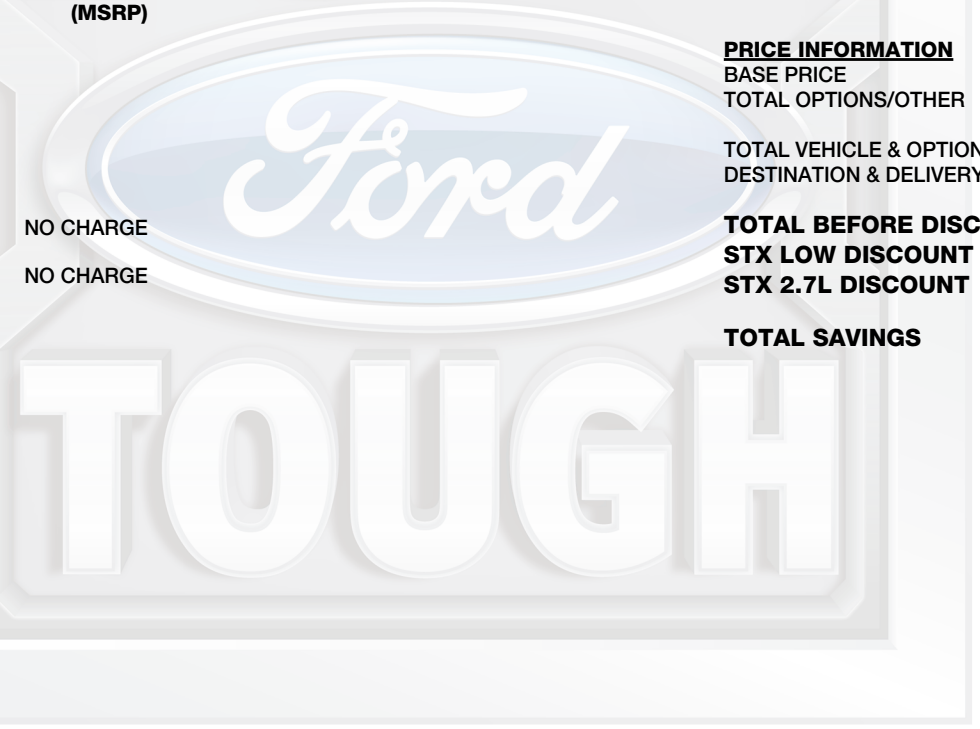 (MSRP)
PRICE INFORMATION
BASE PRICE
TOTAL OPTIONS/OTHER
TOTAL VEHICLE & OPTION
DESTINATION & DELIVERY
NO CHARGE
NO CHARGE
TOTAL BEFORE DISC
STX LOW DISCOUNT
STX 2.7L DISCOUNT
TOTAL SAVINGS
Ford
TOUGH